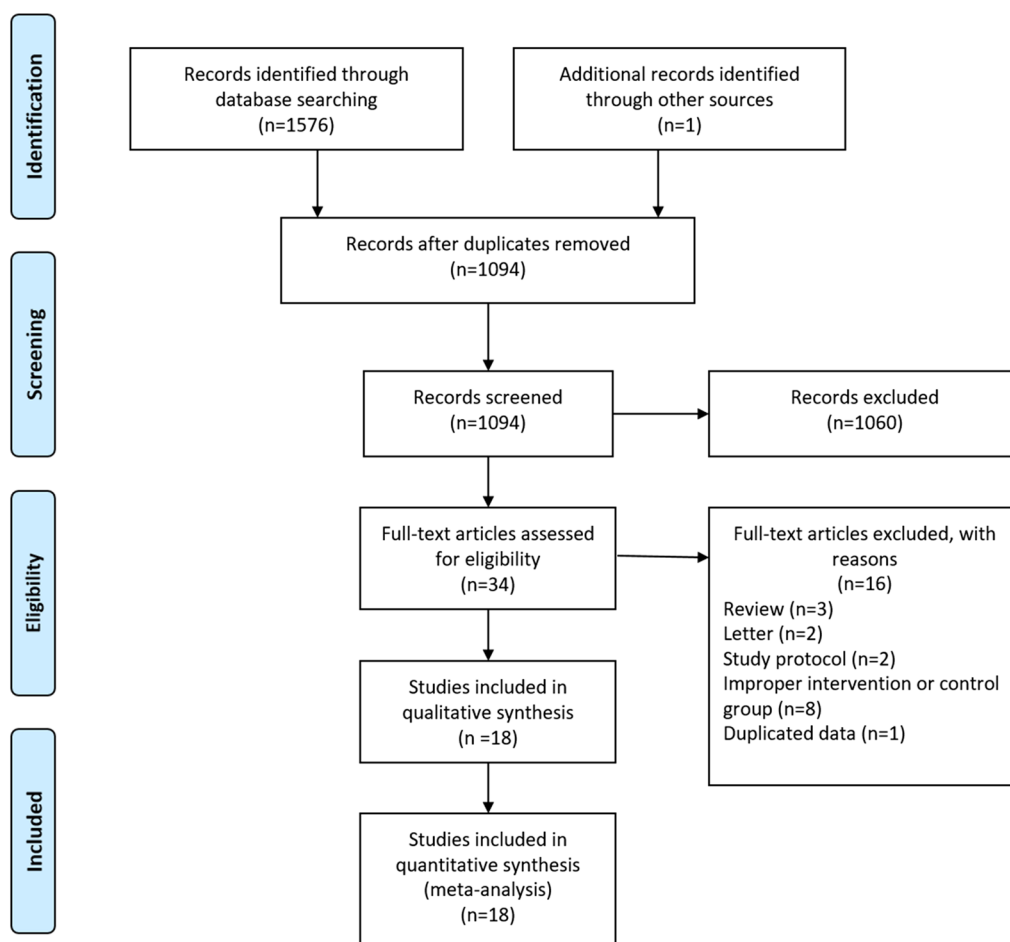 Identification
Records identified through
database searching
(n=1576)
Additional records identified
through other sources
(n=1)
Records after duplicates removed
(n=1094)
Screening
Records screened
(n=1094)
Records excluded
(n=1060)
Eligibility
Full-text articles assessed
for eligibility
(n=34)
Full-text articles excluded, with
reasons
(n=16)
Review (n=3)
Letter (n=2)
Study protocol (n=2)
Improper intervention or control
group (n=8)
Duplicated data (n=1)
Studies included in
qualitative synthesis
(n =18)
Included
Studies included in
quantitative synthesis
(meta-analysis)
(n=18)